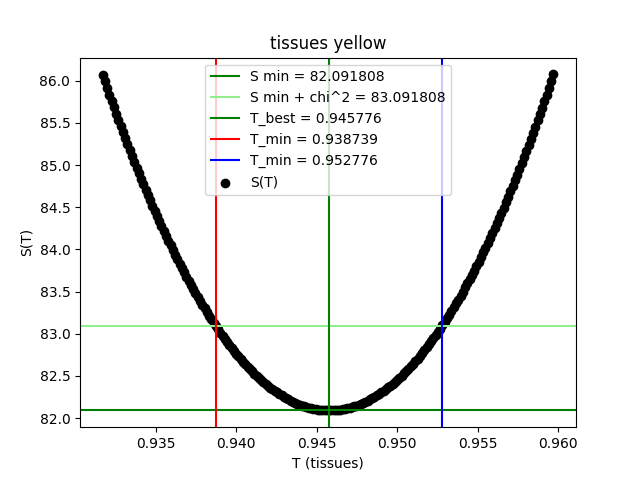 tissues yellow
S min = 82.091808
S min + chi^2 = 83.091808
T_best = 0.945776
T_min = 0.938739
T_min = 0.952776
S(T)
86.0
85.5
85.0
84.5
84.0
83.5
83.0
82.5
82.0
S(T)
0.935 0.940 0.945 0.950 0.955 0.960
T (tissues)